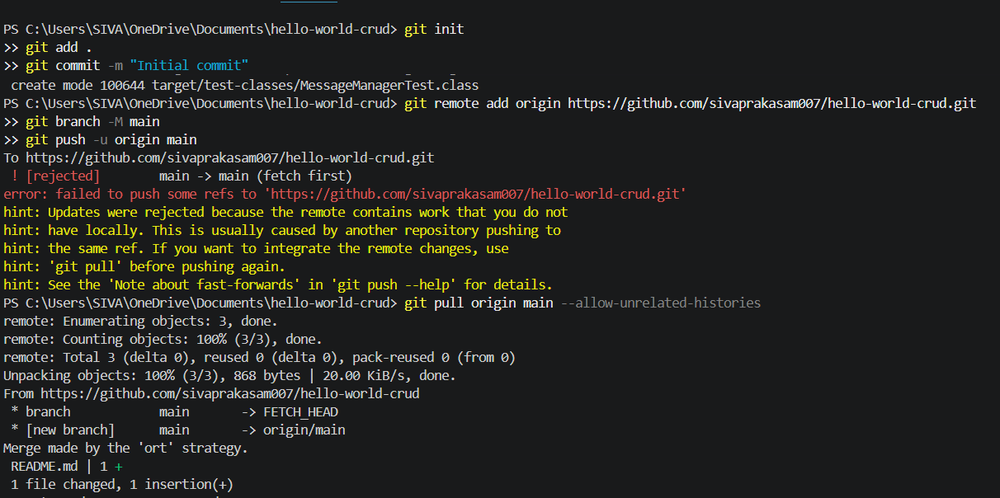 PS C:\Users\SIVA\OneDrive\Documents\hello-world-crud> git init
>> git add .
>> git commit -m "Initial commit"
 create mode 100644 target/test-classes/MessageManagerTest.class
PS C:\Users\SIVA\OneDrive\Documents\hello-world-crud> git remote add origin https://github.com/sivaprakasam007/hello-world-crud.git
>> git branch -M main
>> git push -u origin main
To https://github.com/sivaprakasam007/hello-world-crud.git
 ! [rejected]        main -> main (fetch first)
error: failed to push some refs to 'https://github.com/sivaprakasam007/hello-world-crud.git'
hint: Updates were rejected because the remote contains work that you do not
hint: have locally. This is usually caused by another repository pushing to
hint: the same ref. If you want to integrate the remote changes, use
hint: 'git pull' before pushing again.
hint: See the 'Note about fast-forwards' in 'git push --help' for details.
PS C:\Users\SIVA\OneDrive\Documents\hello-world-crud> git pull origin main --allow-unrelated-histories
remote: Enumerating objects: 3, done.
remote: Counting objects: 100% (3/3), done.
remote: Total 3 (delta 0), reused 0 (delta 0), pack-reused 0 (from 0)
Unpacking objects: 100% (3/3), 868 bytes | 20.00 KiB/s, done.
From https://github.com/sivaprakasam007/hello-world-crud
 * branch            main       -> FETCH_HEAD
 * [new branch]      main       -> origin/main
Merge made by the 'ort' strategy.
 README.md | 1 +
 1 file changed, 1 insertion(+)